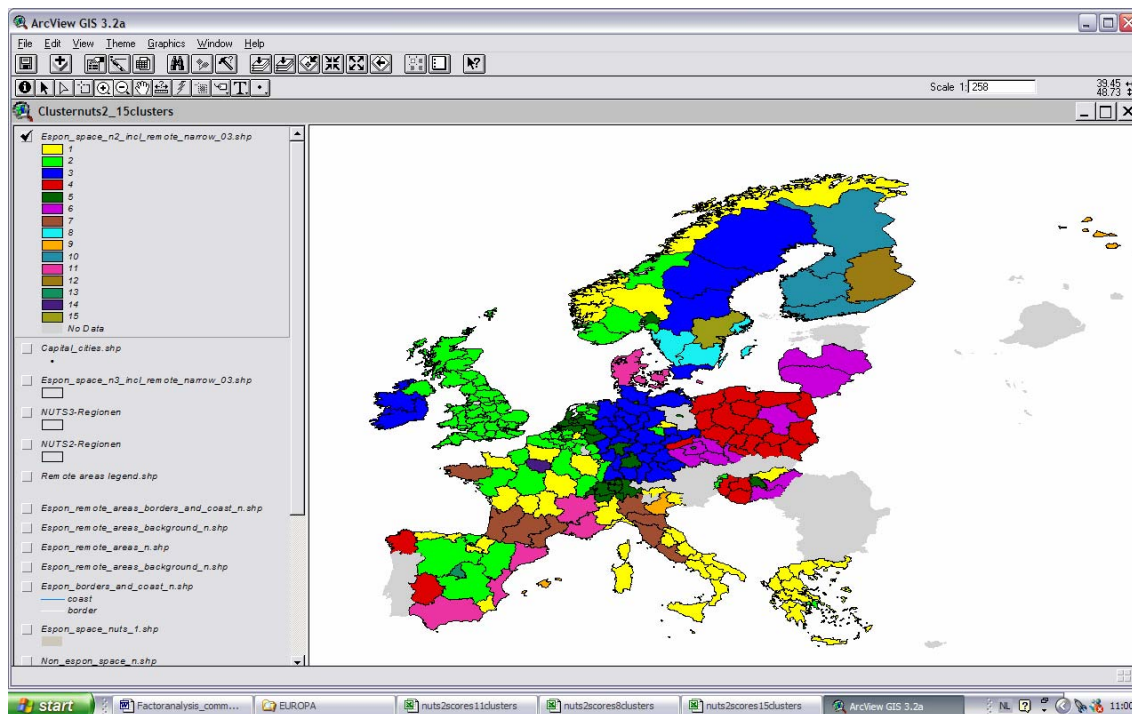 ArcView GIS 3.2a
File Edit View Theme Graphics Window Help
Scale 1: 258
39.45
48.73
Clusternuts2_15clusters
Espon_space_n2_incl_remote_narrow_03.shp
1
2
3
4
5
6
7
8
9
10
11
12
13
14
15
No Data
Capital_cities.shp
Espon_space_n3_incl_remote_narrow_03.shp
NUTS3-Regionen
NUTS2-Regionen
Remote areas legend.shp
Espon_remote_areas_borders_and_coast_n.shp
Espon_remote_areas_background_n.shp
Espon_remote_areas_n.shp
Espon_remote_areas_background_n.shp
Espon_borders_and_coast_n.shp
coast
border
Espon_space_nuts_1.shp
Non_espon_space_n.shp
start Factoranalysis_comm... EUROPA nuts2scores11clusters nuts2scores8clusters nuts2scores15clusters ArcView GIS 3.2a NL 11:00